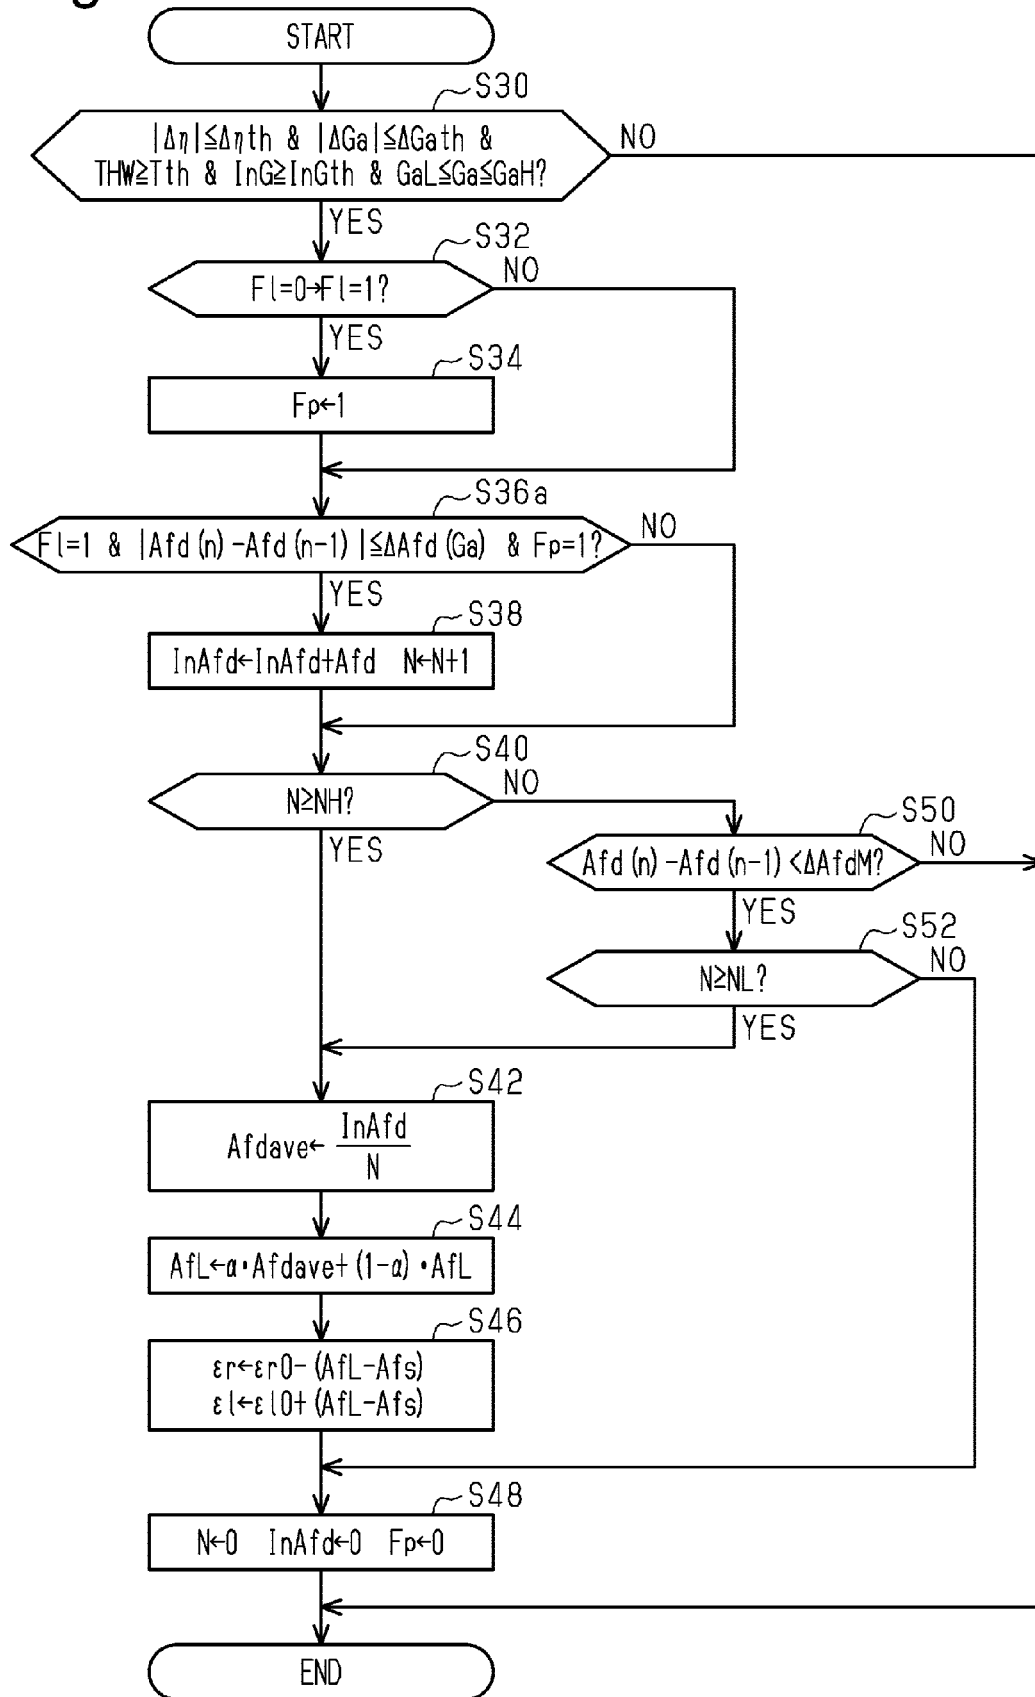 START
S30
|Δη|≦Δηth & |ΔGa|≦ΔGath &
THW≧Tth & InG≧InGth & GaL≦Ga≦GaH?
NO
YES
S32
Fl=0→Fl=1?
NO
YES
S34
Fp←1
S36a
Fl=1 & |Afd(n)-Afd(n-1)|≦ΔAfd(Ga) & Fp=1?
NO
YES
S38
InAfd←InAfd+Afd N←N+1
S40
N≧NH?
NO
YES
S50
Afd(n)-Afd(n-1)<ΔAfdM?
NO
YES
S52
N≧NL?
NO
YES
S42
Afdave← InAfd
N
S44
AfL←α•Afdave+(1-α)•AfL
S46
εr←εr0-(AfL-Afs)
εl←εl0+(AfL-Afs)
S48
N←0 InAfd←0 Fp←0
END